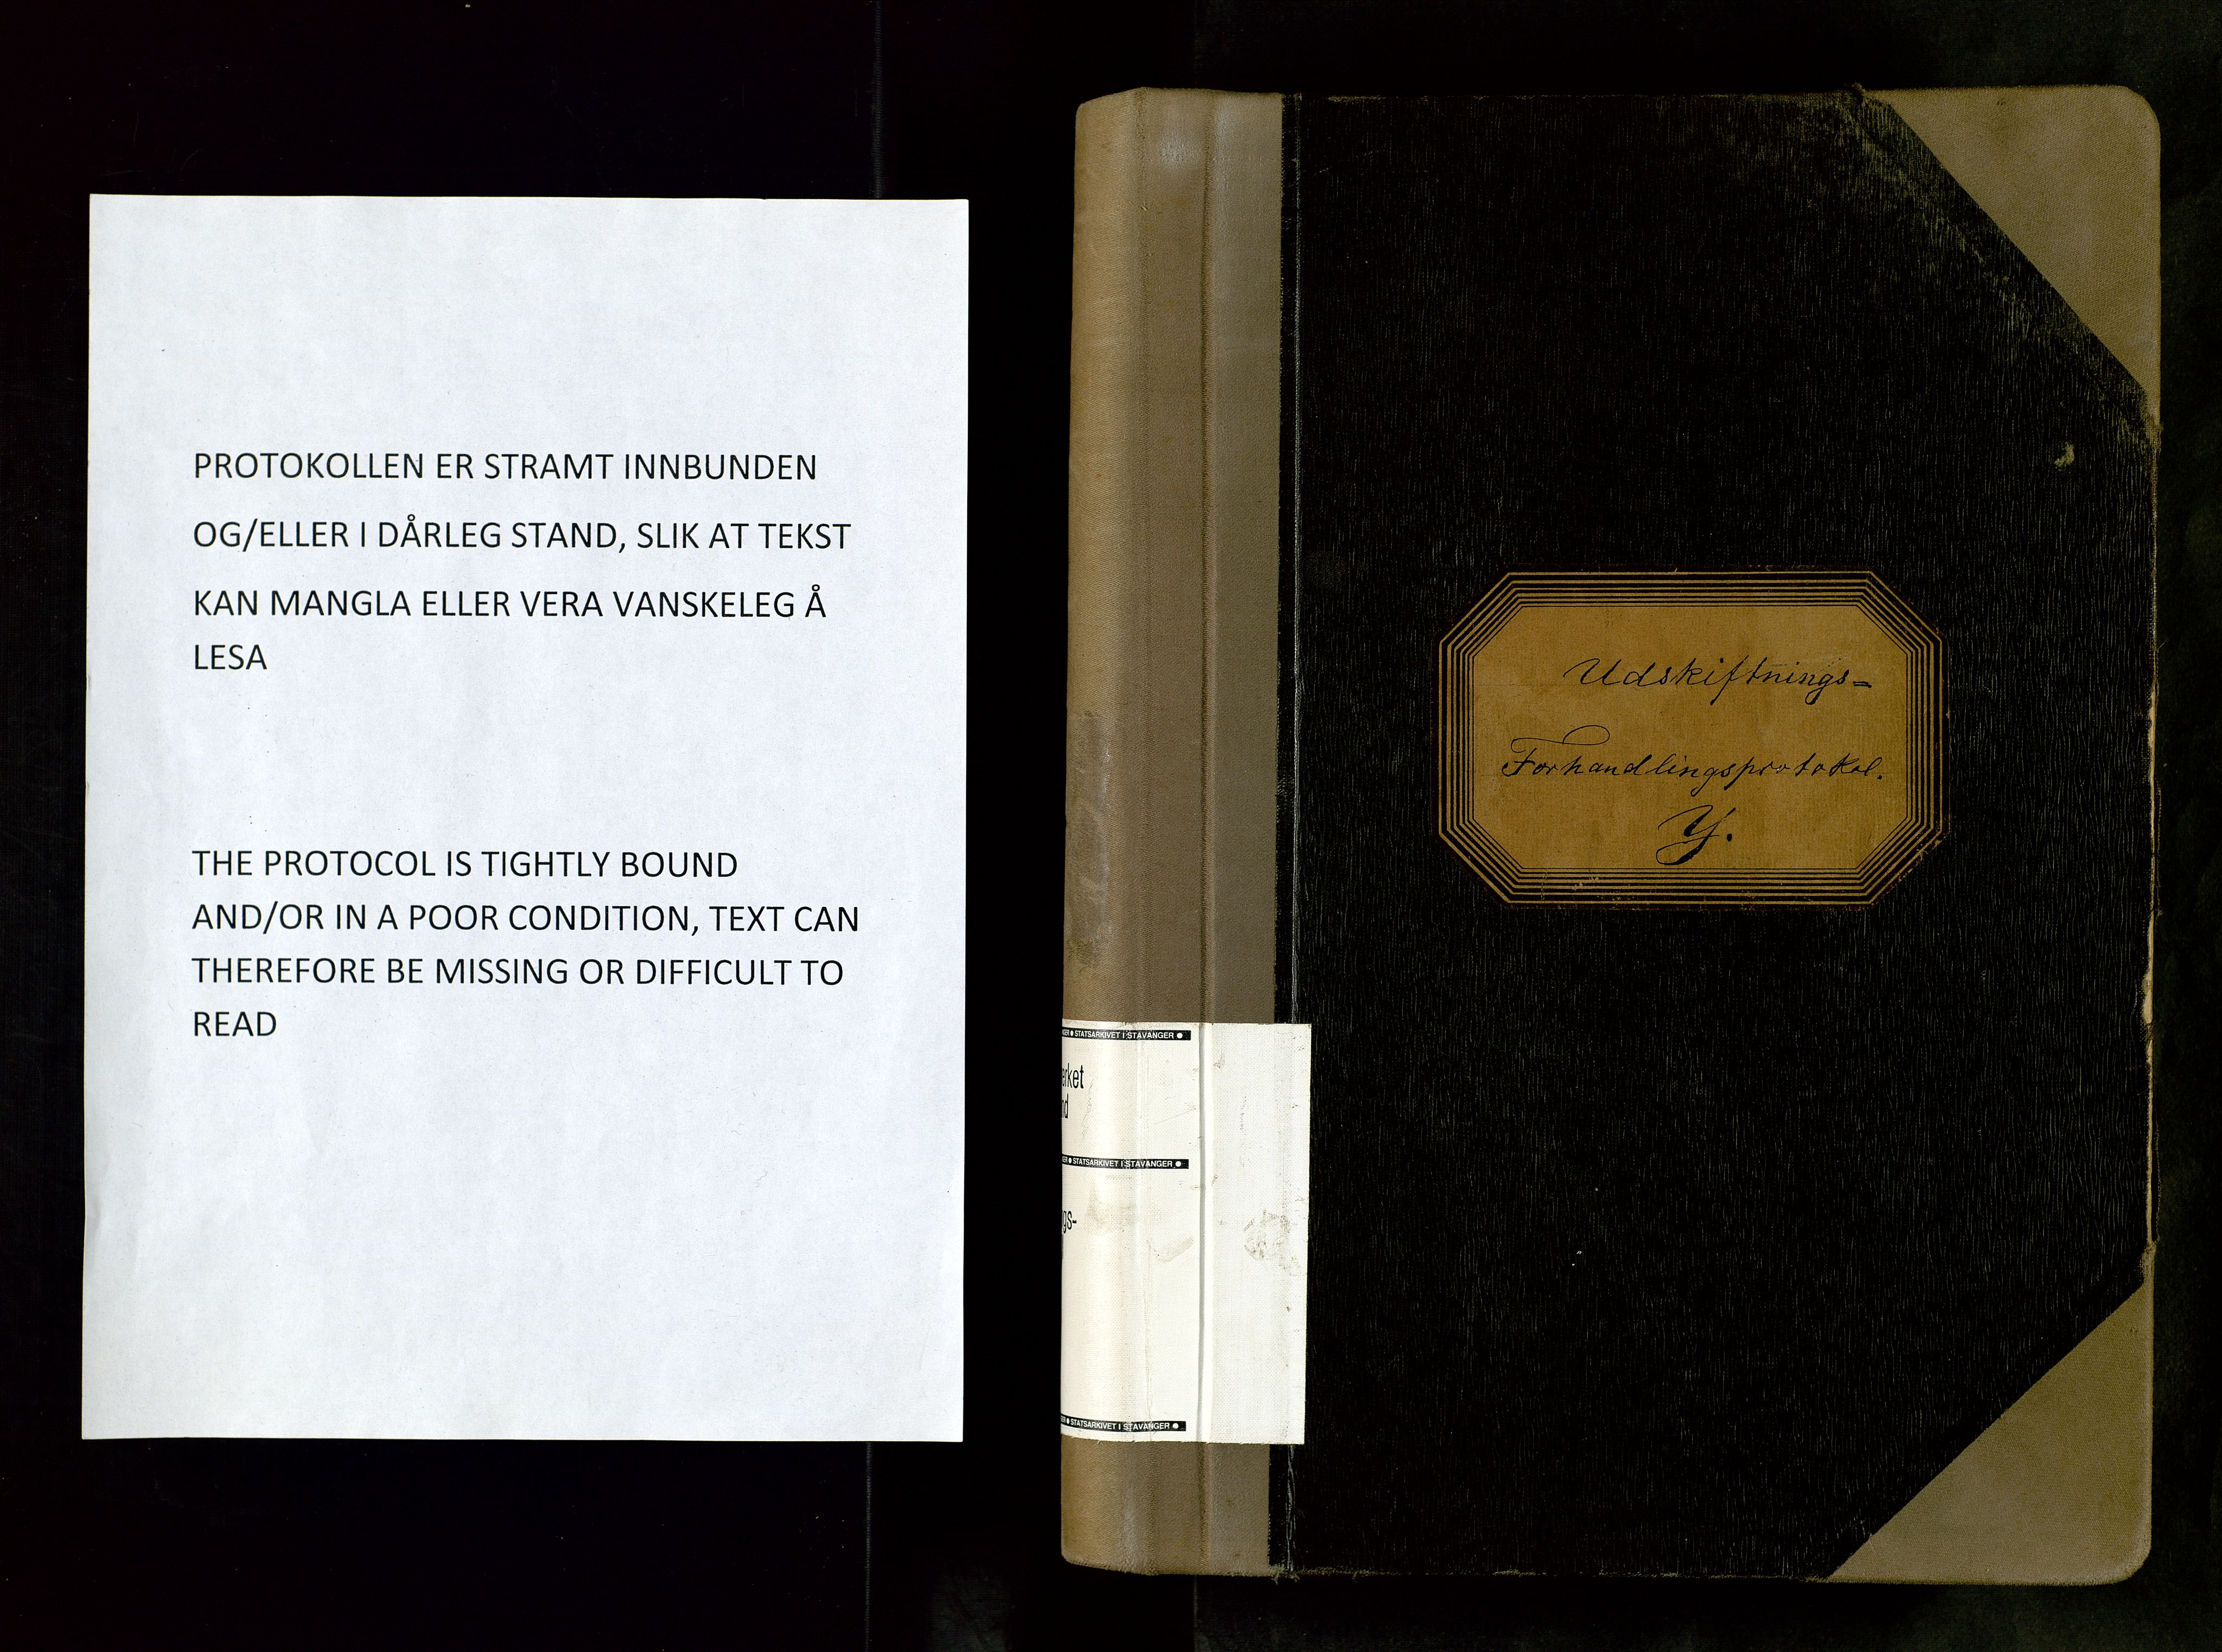 PROTOKOLLEN ER STRAMT INNBUNDEN
OG/ELLER I DÅRLEG STAND, SLIK AT TEKST
KAN MANGLA ELLER VERA VANSKELEG Å
LESA
THE PROTOCOL IS TIGHTLY BOUND
AND/OR IN A POOR CONDITION, TEXT CAN
THEREFORE BE MISSING OR DIFFICULT TO
READ
Udskiftnings=
Forhandlingsprotokol.
Y.
STATSARKIVET I STAVANGER
STATSARKIVET I STAVANGER
gs-
STATSARKIVET I STAVANGER